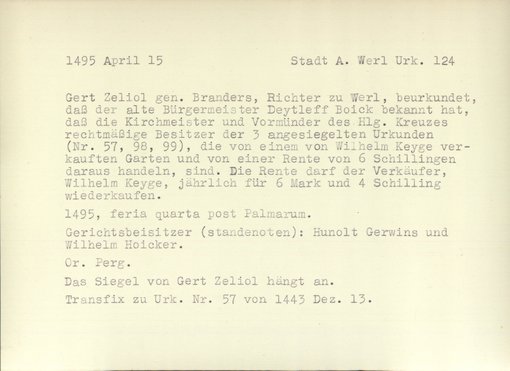 1495 April 15 Stadt A. Werl Urk. 124
Gert Zeliol gen. Branders, Richter zu Werl, beurkundet,
daß der alte Bürgermeister Deytleff Boick bekannt hat,
daß die Kirchmeister und Vormünder des Hlg. Kreuzes
rechtmäßige Besitzer der 3 angesiegelten Urkunden
(Nr. 57, 98, 99), die von einem von Wilhelm Keyge ver-
kauften Garten und von einer Rente von 6 Schillingen
daraus handeln, sind. Die Rente darf der Verkäufer,
Wilhelm Keyge, jährlich für 6 Mark und 4 Schilling
wiederkaufen.
1495, feria quarta post Palmarum.
Gerichtsbeisitzer (standenoten): Hunolt Gerwins und
Wilhelm Hoicker.
Or. Perg.
Das Siegel von Gert Zeliol hängt an.
Transfix zu Urk. Nr. 57 von 1443 Dez. 13.